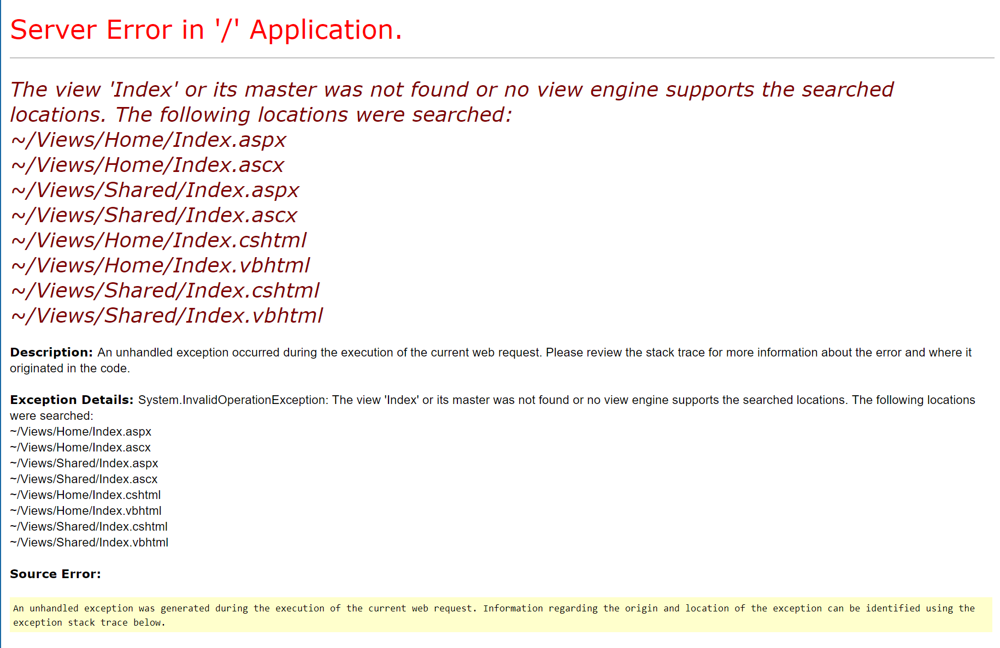 Server Error in '/' Application.
The view 'Index' or its master was not found or no view engine supports the searched
locations. The following locations were searched:
~/Views/Home/Index.aspx
~/Views/Home/Index.ascx
~/Views/Shared/Index.aspx
~/Views/Shared/Index.ascx
~/Views/Home/Index.cshtml
~/Views/Home/Index.vbhtml
~/Views/Shared/Index.cshtml
~/Views/Shared/Index.vbhtml
Description: An unhandled exception occurred during the execution of the current web request. Please review the stack trace for more information about the error and where it
originated in the code.
Exception Details: System.InvalidOperationException: The view 'Index' or its master was not found or no view engine supports the searched locations. The following locations
were searched:
~/Views/Home/Index.aspx
~/Views/Home/Index.ascx
~/Views/Shared/Index.aspx
~/Views/Shared/Index.ascx
~/Views/Home/Index.cshtml
~/Views/Home/Index.vbhtml
~/Views/Shared/Index.cshtml
~/Views/Shared/Index.vbhtml
Source Error:
An unhandled exception was generated during the execution of the current web request. Information regarding the origin and location of the exception can be identified using the
exception stack trace below.